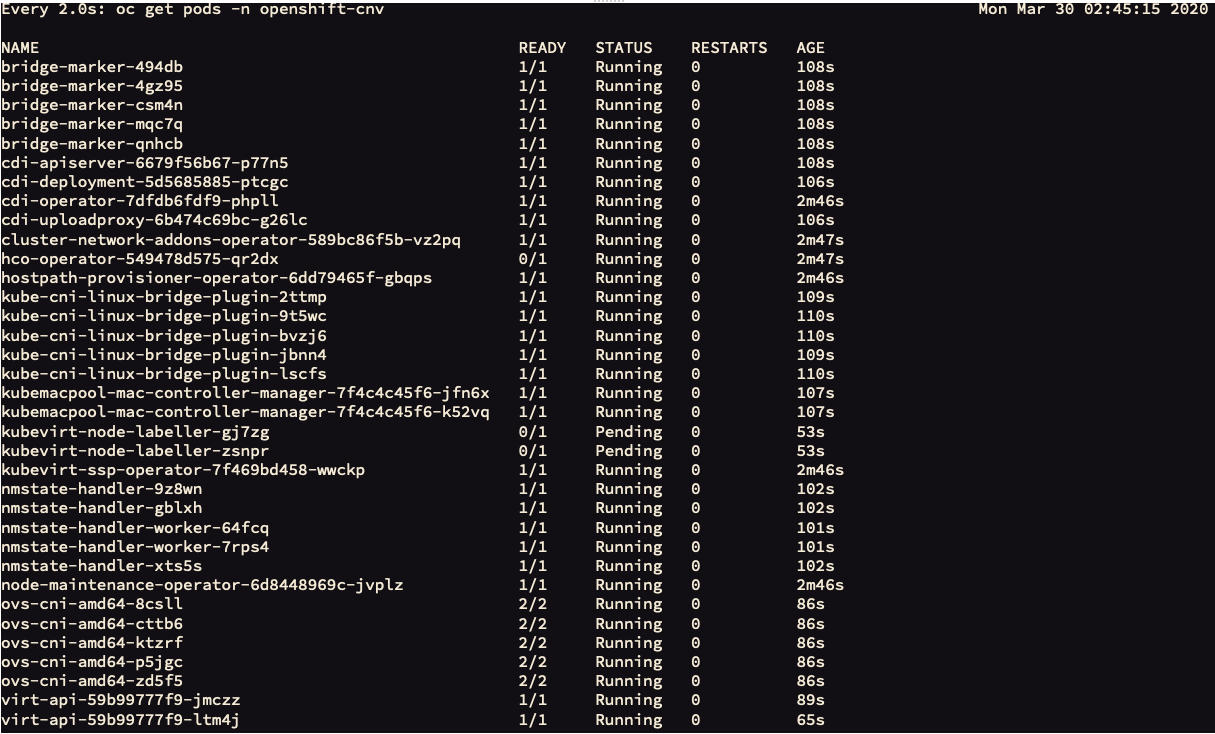 Every 2.0s: oc get pods -n openshift-cnv Mon Mar 30 02:45:15 2020
NAME READY STATUS RESTARTS AGE
bridge-marker-494db 1/1 Running 0 108s
bridge-marker-4gz95 1/1 Running 0 108s
bridge-marker-csm4n 1/1 Running 0 108s
bridge-marker-mqc7q 1/1 Running 0 108s
bridge-marker-qnhcb 1/1 Running 0 108s
cdi-apiserver-6679f56b67-p77n5 1/1 Running 0 108s
cdi-deployment-5d5685885-ptcgc 1/1 Running 0 106s
cdi-operator-7dfdb6fdf9-phpll 1/1 Running 0 2m46s
cdi-uploadproxy-6b474c69bc-g26lc 1/1 Running 0 106s
cluster-network-addons-operator-589bc86f5b-vz2pq 1/1 Running 0 2m47s
hco-operator-549478d575-qr2dx 0/1 Running 0 2m47s
hostpath-provisioner-operator-6dd79465f-gbqps 1/1 Running 0 2m46s
kube-cni-linux-bridge-plugin-2ttmp 1/1 Running 0 109s
kube-cni-linux-bridge-plugin-9t5wc 1/1 Running 0 110s
kube-cni-linux-bridge-plugin-bvzj6 1/1 Running 0 110s
kube-cni-linux-bridge-plugin-jbnn4 1/1 Running 0 109s
kube-cni-linux-bridge-plugin-lscfs 1/1 Running 0 110s
kubemacpool-mac-controller-manager-7f4c4c45f6-jfn6x 1/1 Running 0 107s
kubemacpool-mac-controller-manager-7f4c4c45f6-k52vq 1/1 Running 0 107s
kubevirt-node-labeller-gj7zg 0/1 Pending 0 53s
kubevirt-node-labeller-zsnpr 0/1 Pending 0 53s
kubevirt-ssp-operator-7f469bd458-wwckp 1/1 Running 0 2m46s
nmstate-handler-9z8wn 1/1 Running 0 102s
nmstate-handler-gblxh 1/1 Running 0 102s
nmstate-handler-worker-64fcq 1/1 Running 0 101s
nmstate-handler-worker-7rps4 1/1 Running 0 101s
nmstate-handler-xts5s 1/1 Running 0 102s
node-maintenance-operator-6d8448969c-jvplz 1/1 Running 0 2m46s
ovs-cni-amd64-8csll 2/2 Running 0 86s
ovs-cni-amd64-cttb6 2/2 Running 0 86s
ovs-cni-amd64-ktzrf 2/2 Running 0 86s
ovs-cni-amd64-p5jgc 2/2 Running 0 86s
ovs-cni-amd64-zd5f5 2/2 Running 0 86s
virt-api-59b99777f9-jmczz 1/1 Running 0 89s
virt-api-59b99777f9-ltm4j 1/1 Running 0 65s